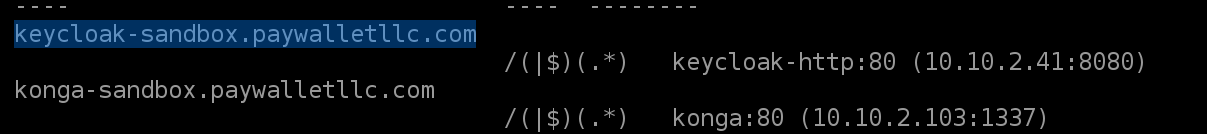 ---- ---- --------
keycloak-sandbox.paywalletllc.com
/(|$)(.*) keycloak-http:80 (10.10.2.41:8080)
konga-sandbox.paywalletllc.com
/(|$)(.*) konga:80 (10.10.2.103:1337)